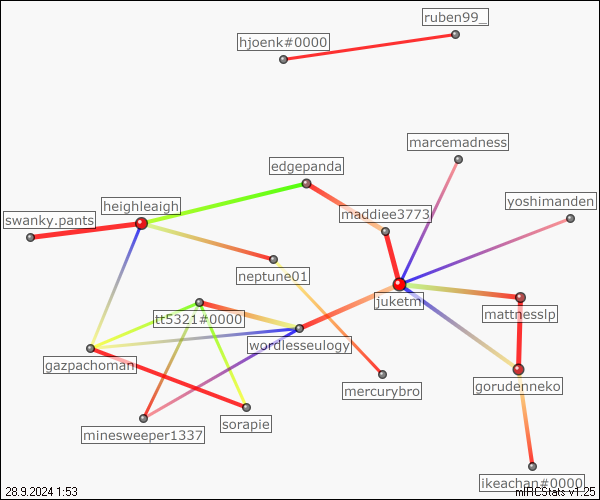 ruben99_
hjoenk#0000
marcemadness
edgepanda
yoshimanden
heighleaigh
maddiee3773
swanky.pants
neptune01
juketm
mattnesslp
tt5321#0000
wordlesseulogy
gazpachoman
mercurybro
gorudenneko
sorapie
minesweeper1337
ikeachan#0000
28.9.2024 1:53
mIRCStats v1.25